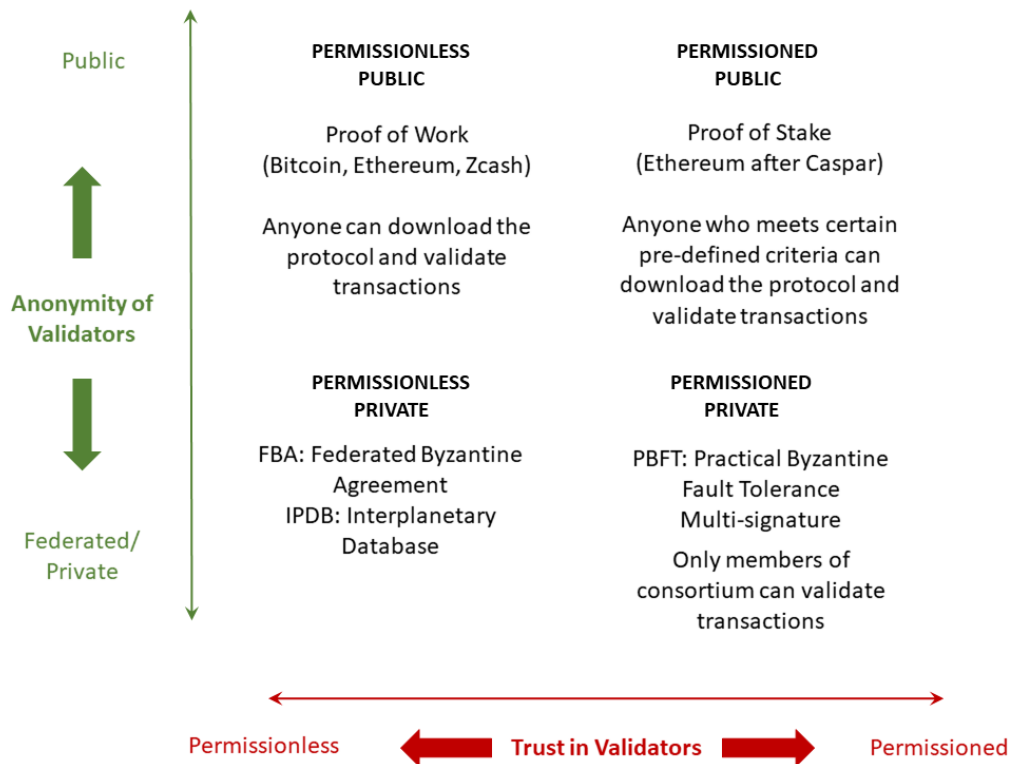 Public
PERMISSIONLESS
PUBLIC
PERMISSIONED
PUBLIC
Proof of Work
(Bitcoin, Ethereum, Zcash)
Proof of Stake
(Ethereum after Caspar)
Anyone can download the
protocol and validate
transactions
Anyone who meets certain
pre-defined criteria can
download the protocol and
validate transactions
Anonymity of
Validators
PERMISSIONLESS
PRIVATE
PERMISSIONED
PRIVATE
FBA: Federated Byzantine
Agreement
IPDB: Interplanetary
Database
PBFT: Practical Byzantine
Fault Tolerance
Multi-signature
Only members of
consortium can validate
transactions
Federated/
Private
Permissionless
Trust in Validators
Permissioned